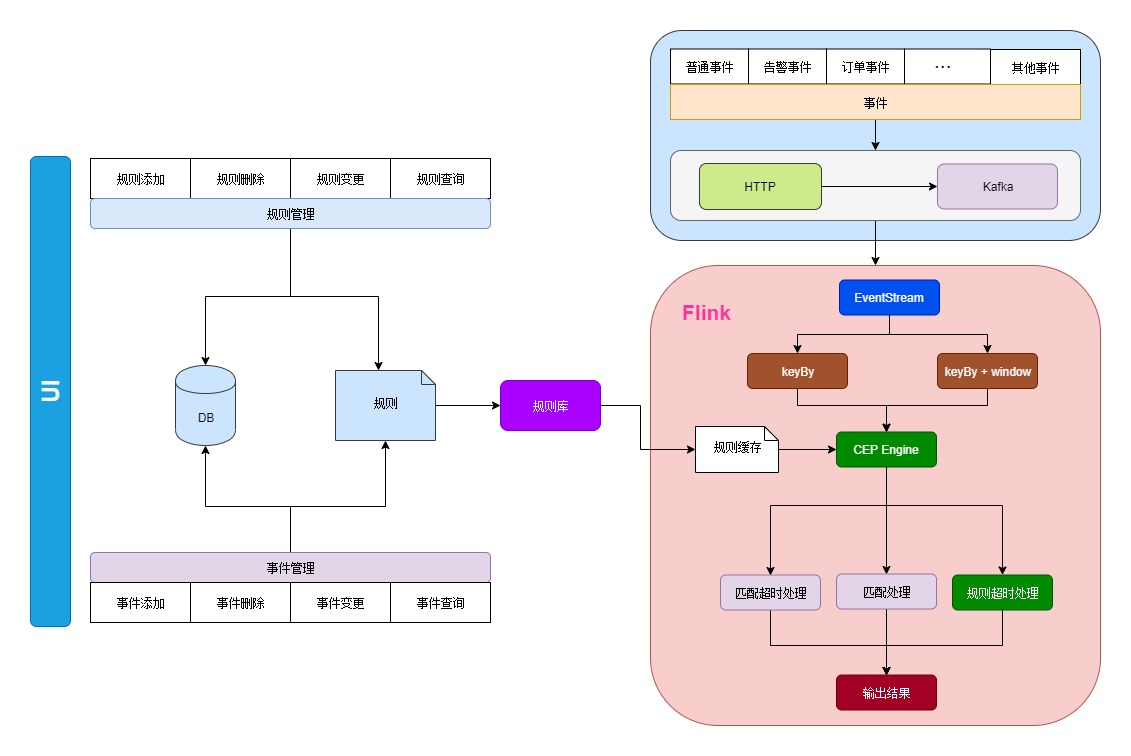 普通事件
告警事件
订单事件
...
其他事件
事件
HTTP
Kafka
UI
规则添加
规则删除
规则变更
规则查询
规则管理
DB
规则
规则库
事件管理
事件添加
事件删除
事件变更
事件查询
Flink
EventStream
keyBy
keyBy + window
规则缓存
CEP Engine
匹配超时处理
匹配处理
规则超时处理
输出结果